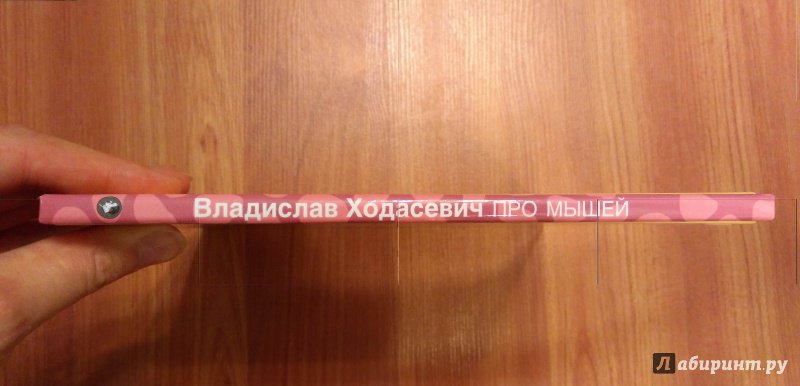 Владислав Ходасевич ПРО МЫШЕЙ
Лабиринт.ру